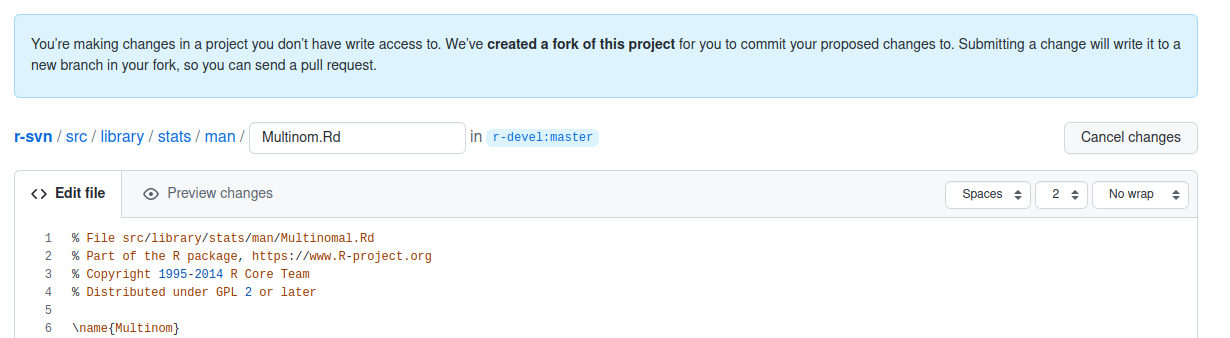 You're making changes in a project you don't have write access to. We've created a fork of this project for you to commit your proposed changes to. Submitting a change will write it to a
new branch in your fork, so you can send a pull request.
r-svn / src / library / stats / man / Multinom.Rd in r-devel:master Cancel changes
<> Edit file Preview changes Spaces 2 No wrap
1 % File src/library/stats/man/Multinomal.Rd
2 % Part of the R package, https://www.R-project.org
3 % Copyright 1995-2014 R Core Team
4 % Distributed under GPL 2 or later
5
6 \name{Multinom}